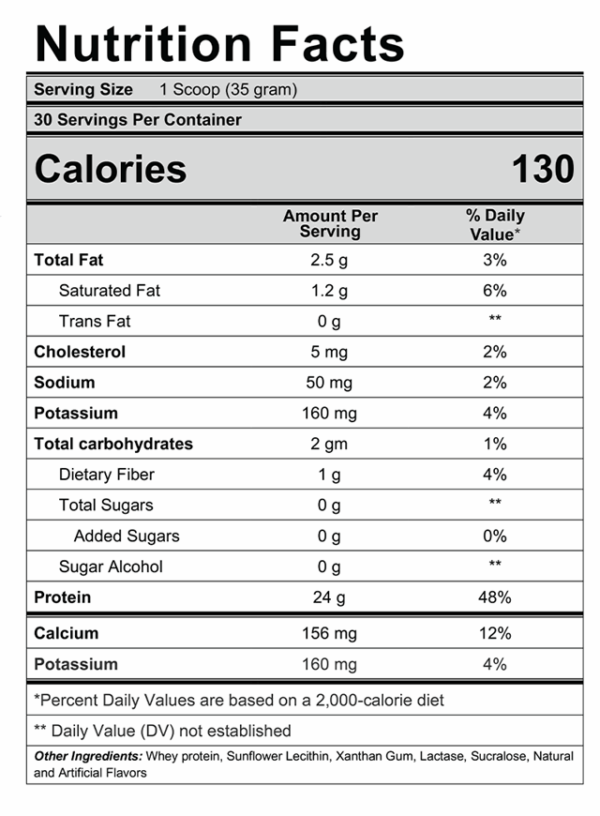 Nutrition Facts
Serving Size 1 Scoop (35 gram)
30 Servings Per Container
Calories 130
Amount Per Serving % Daily Value*
Total Fat 2.5 g 3%
Saturated Fat 1.2 g 6%
Trans Fat 0 g **
Cholesterol 5 mg 2%
Sodium 50 mg 2%
Potassium 160 mg 4%
Total carbohydrates 2 gm 1%
Dietary Fiber 1 g 4%
Total Sugars 0 g **
Added Sugars 0 g 0%
Sugar Alcohol 0 g **
Protein 24 g 48%
Calcium 156 mg 12%
Potassium 160 mg 4%
*Percent Daily Values are based on a 2,000-calorie diet
** Daily Value (DV) not established
Other Ingredients: Whey protein, Sunflower Lecithin, Xanthan Gum, Lactase, Sucralose, Natural
and Artificial Flavors